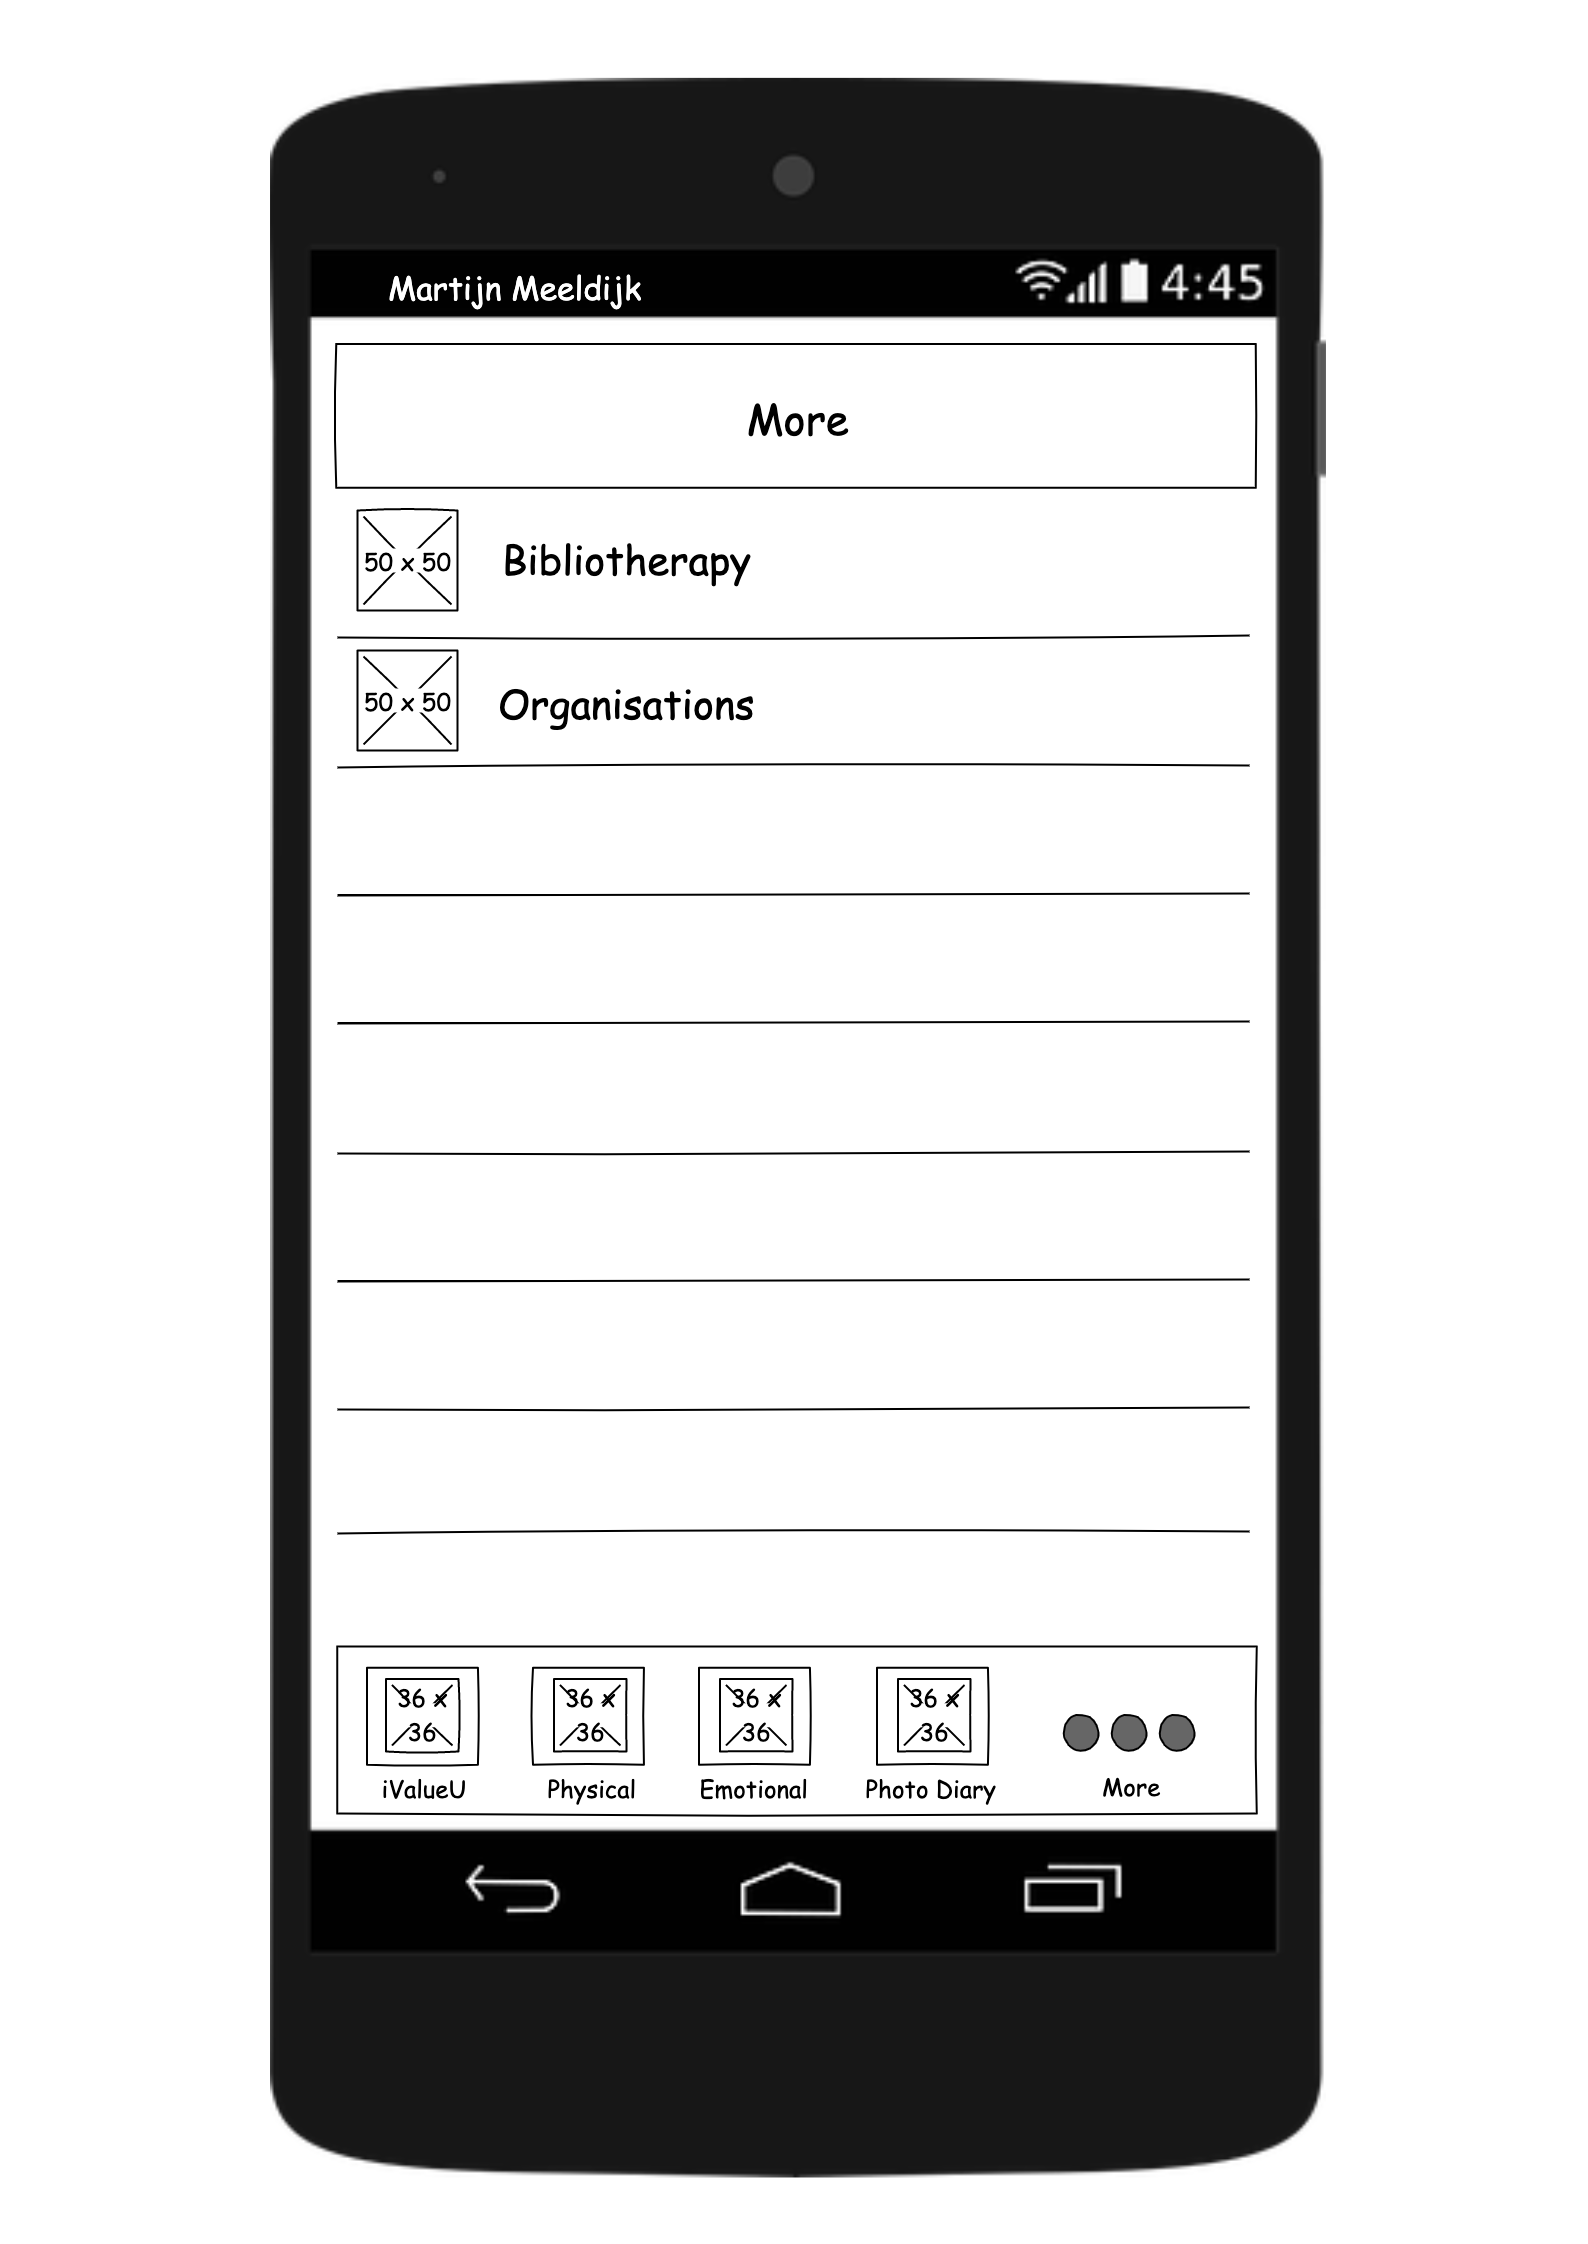 Martijn Meeldijk
4:45
More
50 x 50
Bibliotherapy
50 x 50
Organisations
36 x
36
36 x
36
36 x
36
36 x
36
iValueU
Physical
Emotional
Photo Diary
More